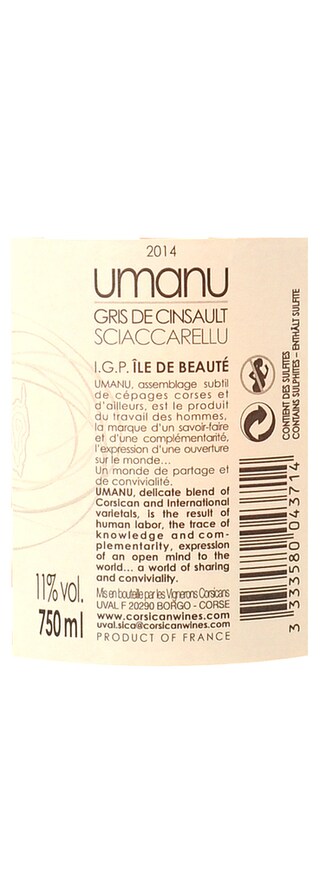 2014
umanu
GRIS DE CINSAULT
SCIACCARELLU
I.G.P. ÎLE DE BEAUTÉ
UMANU, assemblage subtil
de cépages corses et
d'ailleurs, est le produit
du travail des hommes,
la marque d'un savoir-faire
et d'une complémentarité,
l'expression d'une ouverture
sur le monde...
Un monde de partage et
de convivialité.
UMANU, delicate blend of
Corsican and International
varietals, is the result of
human labor, the trace of
knowledge and com-
plementarity, expression
of an open mind to the
world... a world of sharing
and conviviality.
Mis en bouteille par les Vignerons Corsicans
UVAL F 20290 BORGO - CORSE
www.corsicanwines.com
uval.sica@corsicanwines.com
PRODUCT OF FRANCE
11% vol.
750 ml
CONTIENT DES SULFITES
CONTAINS SULPHITES - ENTHÄLT SULFITE
3 333580 043714